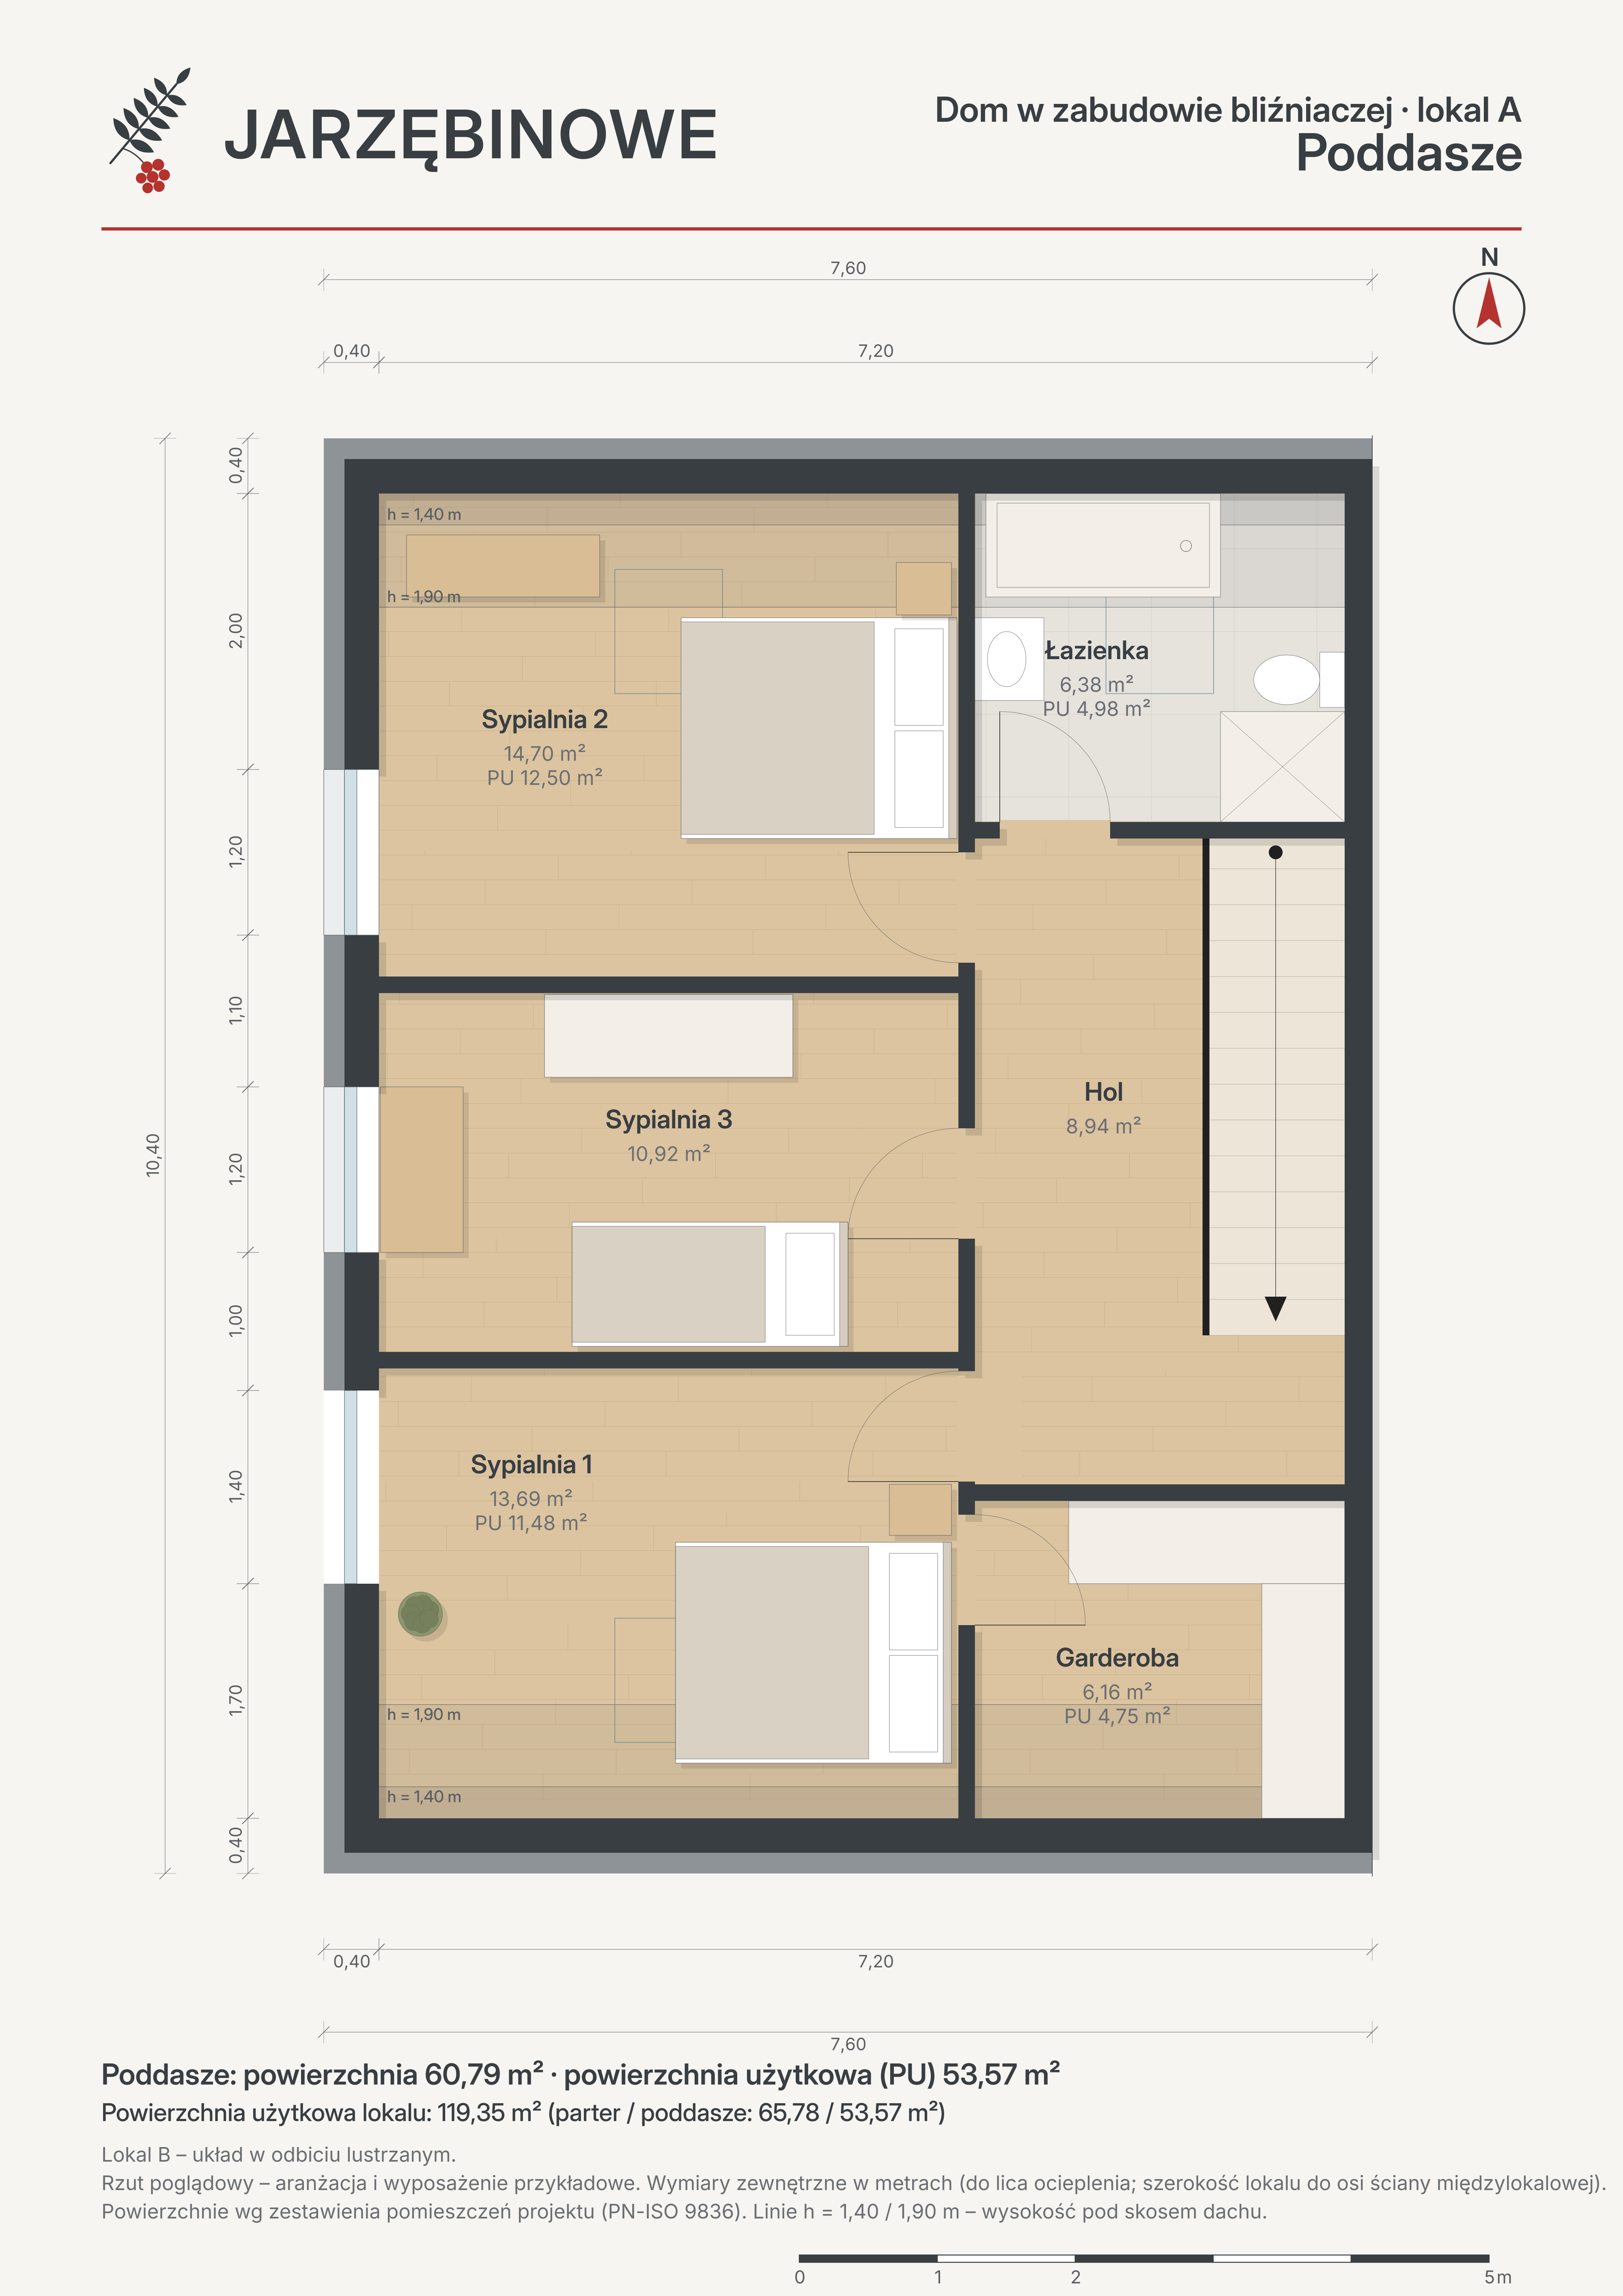 JARZĘBINOWE
Dom w zabudowie bliźniaczej · lokal A
Poddasze
N
7,60
0,40
7,20
0,40
2,00
1,20
1,10
1,20
1,00
1,40
1,70
0,40
10,40
h = 1,40 m
h = 1,90 m
Sypialnia 2
14,70 m²
PU 12,50 m²
Łazienka
6,38 m²
PU 4,98 m²
Sypialnia 3
10,92 m²
Hol
8,94 m²
Sypialnia 1
13,69 m²
PU 11,48 m²
Garderoba
6,16 m²
PU 4,75 m²
h = 1,90 m
h = 1,40 m
0,40
7,20
7,60
Poddasze: powierzchnia 60,79 m² · powierzchnia użytkowa (PU) 53,57 m²
Powierzchnia użytkowa lokalu: 119,35 m² (parter / poddasze: 65,78 / 53,57 m²)
Lokal B – układ w odbiciu lustrzanym.
Rzut poglądowy – aranżacja i wyposażenie przykładowe. Wymiary zewnętrzne w metrach (do lica ocieplenia; szerokość lokalu do osi ściany międzylokalowej).
Powierzchnie wg zestawienia pomieszczeń projektu (PN-ISO 9836). Linie h = 1,40 / 1,90 m – wysokość pod skosem dachu.
0
1
2
5 m